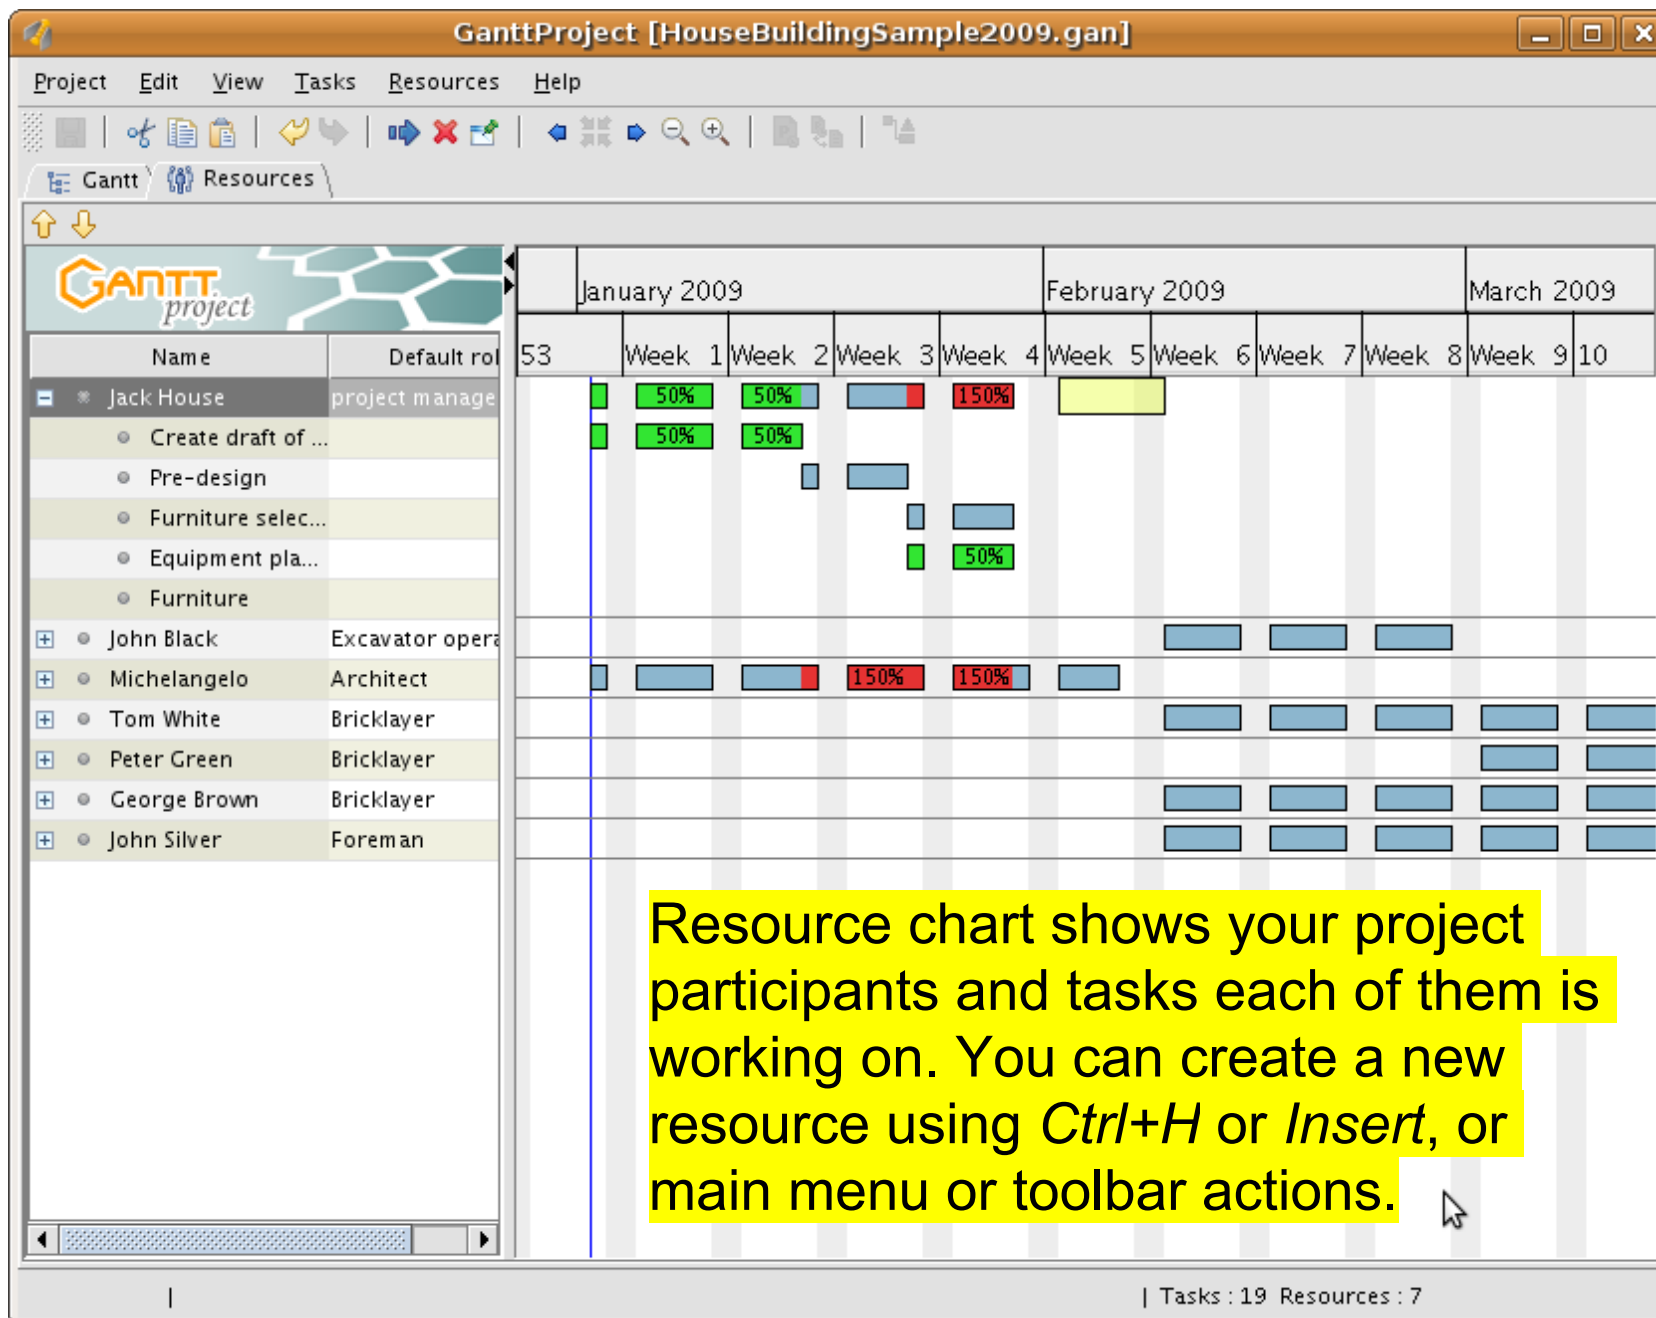 GanttProject [HouseBuildingSample2009.gan]
Project Edit View Tasks Resources Help
Gantt Resources
GANTT
project
January 2009 February 2009 March 2009
Name Default rol 53 Week 1 Week 2 Week 3 Week 4 Week 5 Week 6 Week 7 Week 8 Week 9 10
Jack House project manage 50% 50% 150%
Create draft of ... 50% 50%
Pre-design
Furniture selec...
Equipment pla... 50%
Furniture
John Black Excavator opera
Michelangelo Architect 150% 150%
Tom White Bricklayer
Peter Green Bricklayer
George Brown Bricklayer
John Silver Foreman
Resource chart shows your project
participants and tasks each of them is
working on. You can create a new
resource using Ctrl+H or Insert, or
main menu or toolbar actions.
| | Tasks : 19 Resources : 7